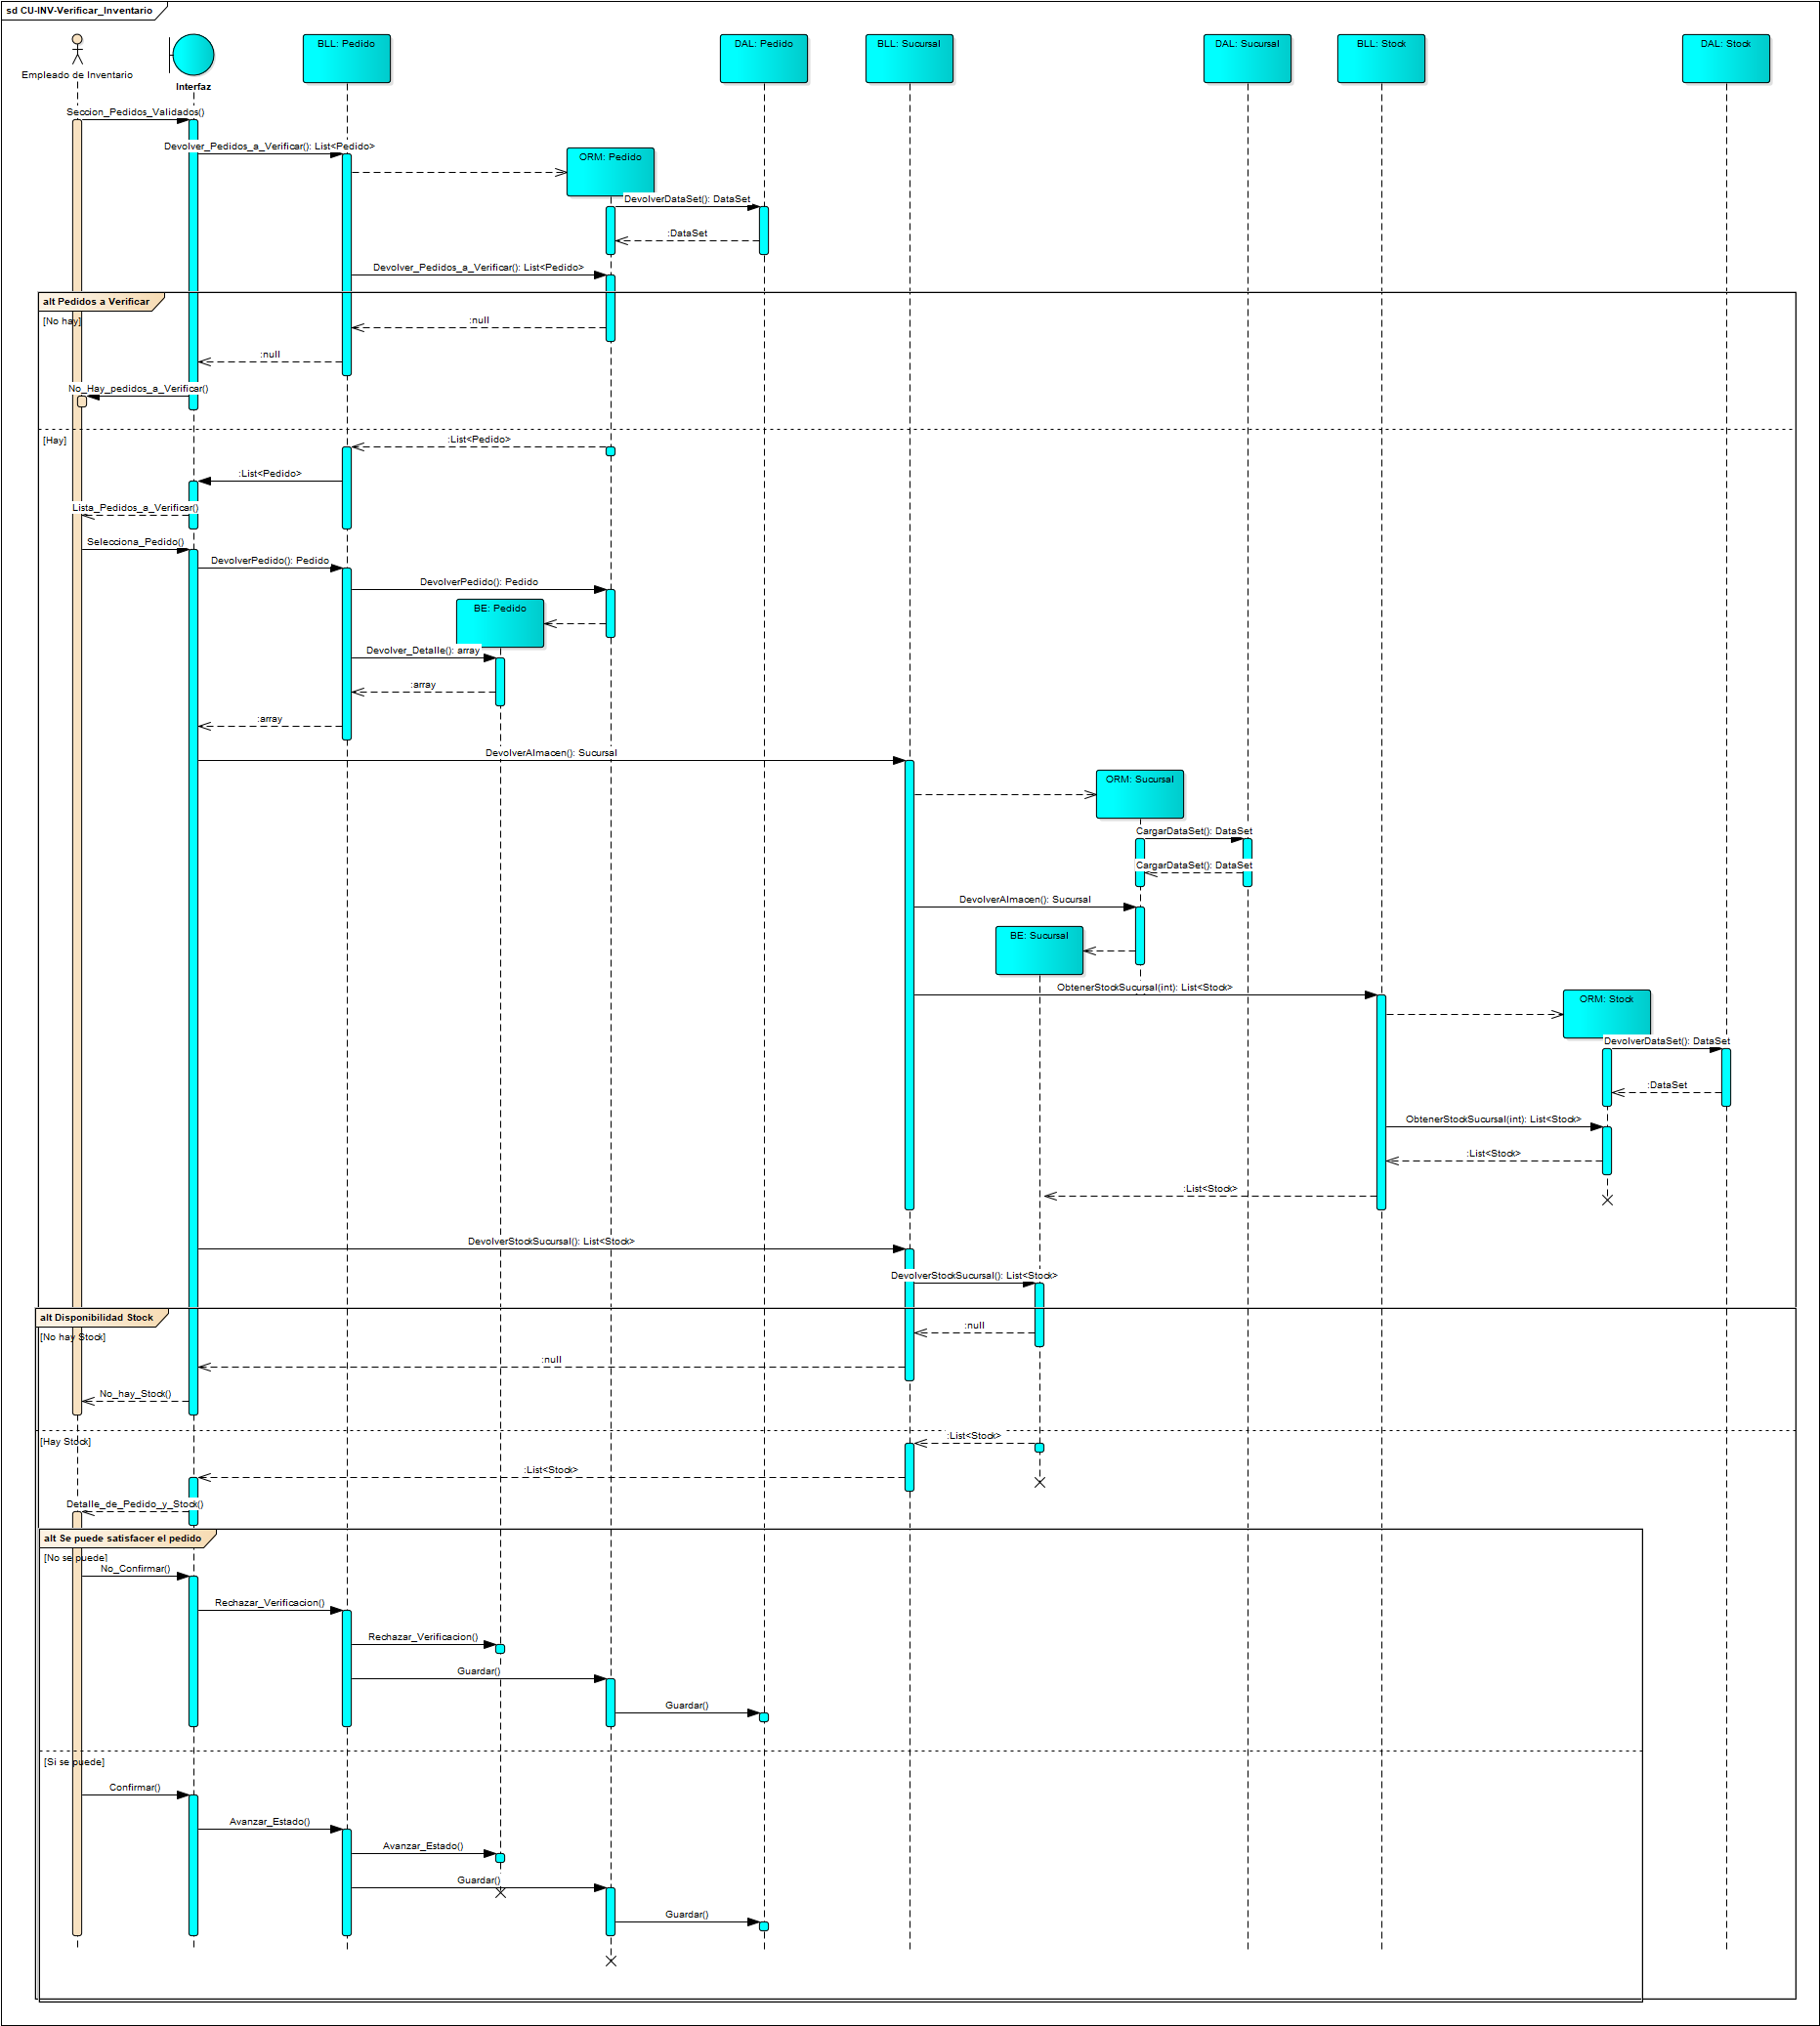 sd CU-INV-Verificar_Inventario
BLL: Pedido
DAL: Pedido
BLL: Sucursal
DAL: Sucursal
BLL: Stock
DAL: Stock
Empleado de Inventario
Interfaz
Seccion_Pedidos_Validados()
Devolver_Pedidos_a_Verificar(): List<Pedido>
ORM: Pedido
DevolverDataSet(): DataSet
:DataSet
Devolver_Pedidos_a_Verificar(): List<Pedido>
alt Pedidos a Verificar
[No hay]
:null
:null
No_Hay_pedidos_a_Verificar()
[Hay]
:List<Pedido>
:List<Pedido>
Lista_Pedidos_a_Verificar()
Selecciona_Pedido()
DevolverPedido(): Pedido
DevolverPedido(): Pedido
BE: Pedido
Devolver_Detalle(): array
:array
:array
DevolverAlmacen(): Sucursal
ORM: Sucursal
CargarDataSet(): DataSet
CargarDataSet(): DataSet
DevolverAlmacen(): Sucursal
BE: Sucursal
ObtenerStockSucursal(int): List<Stock>
ORM: Stock
DevolverDataSet(): DataSet
:DataSet
ObtenerStockSucursal(int): List<Stock>
:List<Stock>
:List<Stock>
DevolverStockSucursal(): List<Stock>
DevolverStockSucursal(): List<Stock>
alt Disponibilidad Stock
[No hay Stock]
:null
:null
No_hay_Stock()
[Hay Stock]
:List<Stock>
:List<Stock>
Detalle_de_Pedido_y_Stock()
alt Se puede satisfacer el pedido
[No se puede]
No_Confirmar()
Rechazar_Verificacion()
Rechazar_Verificacion()
Guardar()
Guardar()
[Si se puede]
Confirmar()
Avanzar_Estado()
Avanzar_Estado()
Guardar()
Guardar()